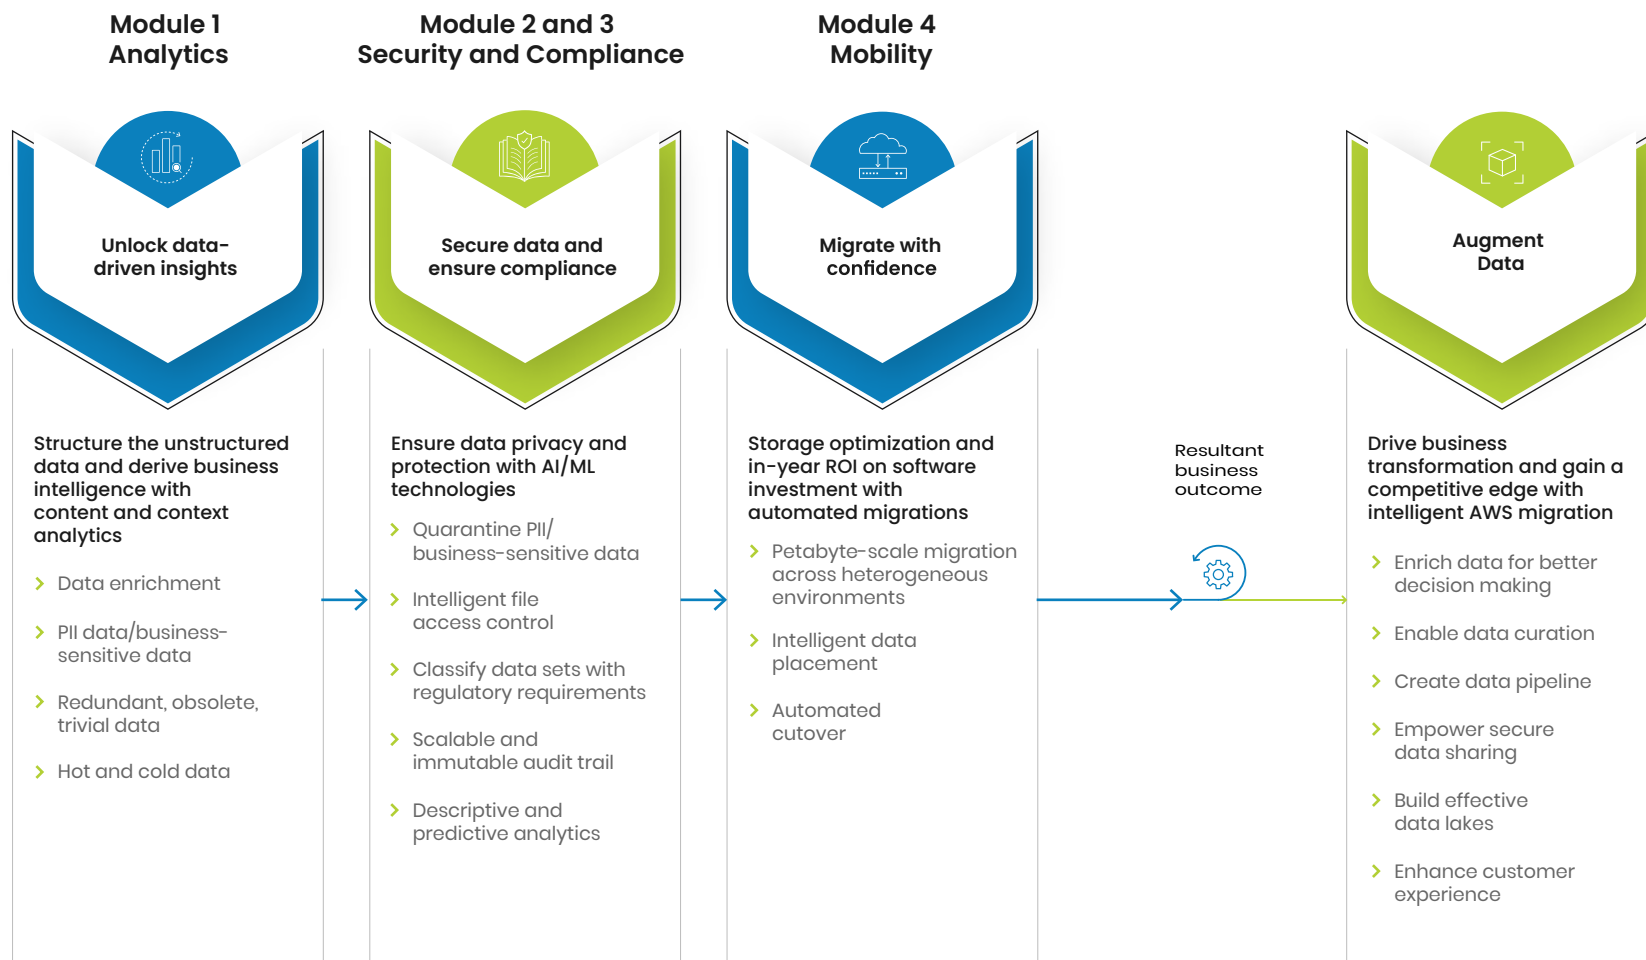 Module 1
Analytics
Module 2 and 3
Security and Compliance
Module 4
Mobility
Unlock data-
driven insights
Secure data and
ensure compliance
Migrate with
confidence
Augment
Data
Structure the unstructured
data and derive business
intelligence with
content and context
analytics
Data enrichment
PII data/business-
sensitive data
Redundant, obsolete,
trivial data
Hot and cold data
Ensure data privacy and
protection with AI/ML
technologies
Quarantine PII/
business-sensitive data
Intelligent file
access control
Classify data sets with
regulatory requirements
Scalable and
immutable audit trail
Descriptive and
predictive analytics
Storage optimization and
in-year ROI on software
investment with
automated migrations
Petabyte-scale migration
across heterogeneous
environments
Intelligent data
placement
Automated
cutover
Resultant
business
outcome
Drive business
transformation and gain a
competitive edge with
intelligent AWS migration
Enrich data for better
decision making
Enable data curation
Create data pipeline
Empower secure
data sharing
Build effective
data lakes
Enhance customer
experience